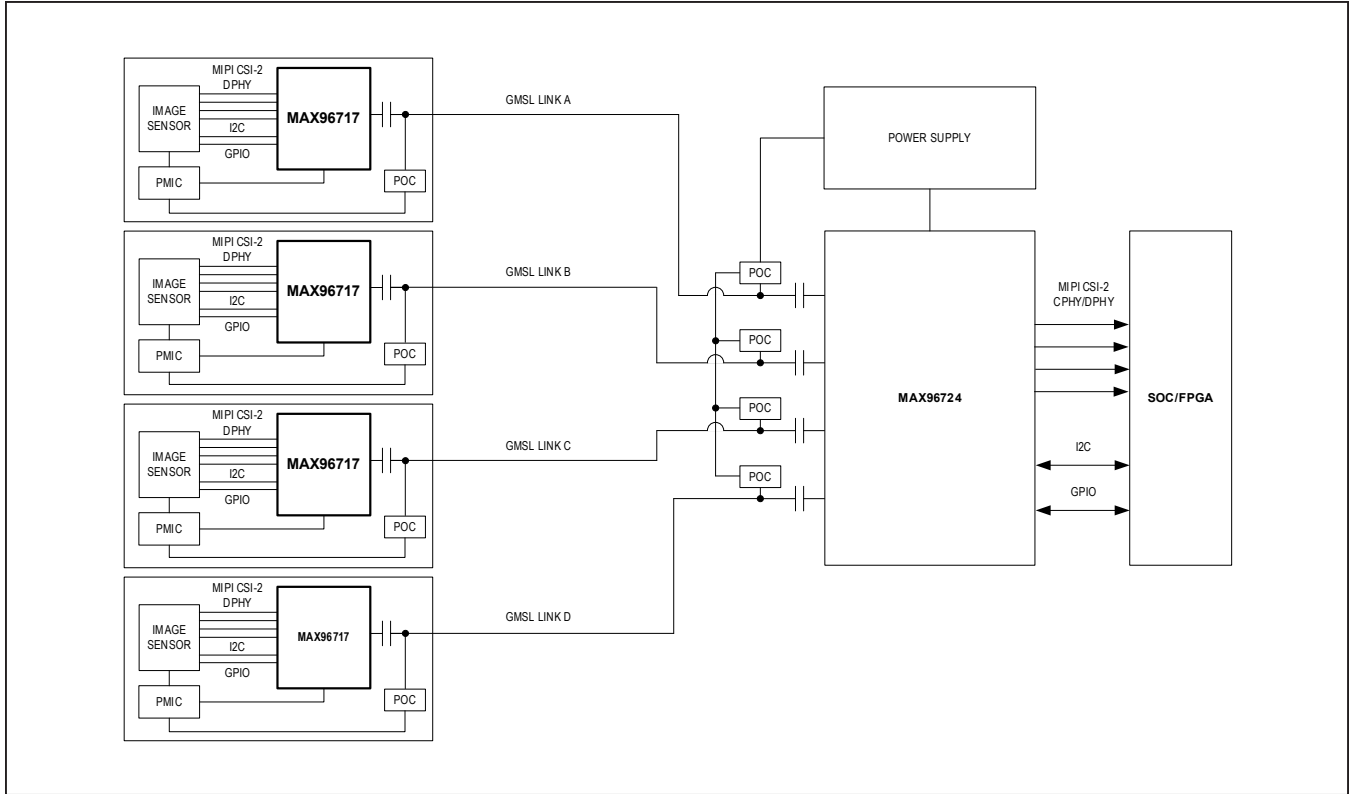 MIPI CSI-2
DPHY
IMAGE
SENSOR
MAX96717
I2C
GPIO
PMIC
POC
GMSL LINK A
MIPI CSI-2
DPHY
IMAGE
SENSOR
MAX96717
I2C
GPIO
PMIC
POC
GMSL LINK B
MIPI CSI-2
DPHY
IMAGE
SENSOR
MAX96717
I2C
GPIO
PMIC
POC
GMSL LINK C
MIPI CSI-2
DPHY
IMAGE
SENSOR
MAX96717
I2C
GPIO
PMIC
POC
GMSL LINK D
POWER SUPPLY
POC
POC
POC
POC
MAX96724
MIPI CSI-2
CPHY/DPHY
I2C
GPIO
SOC/FPGA